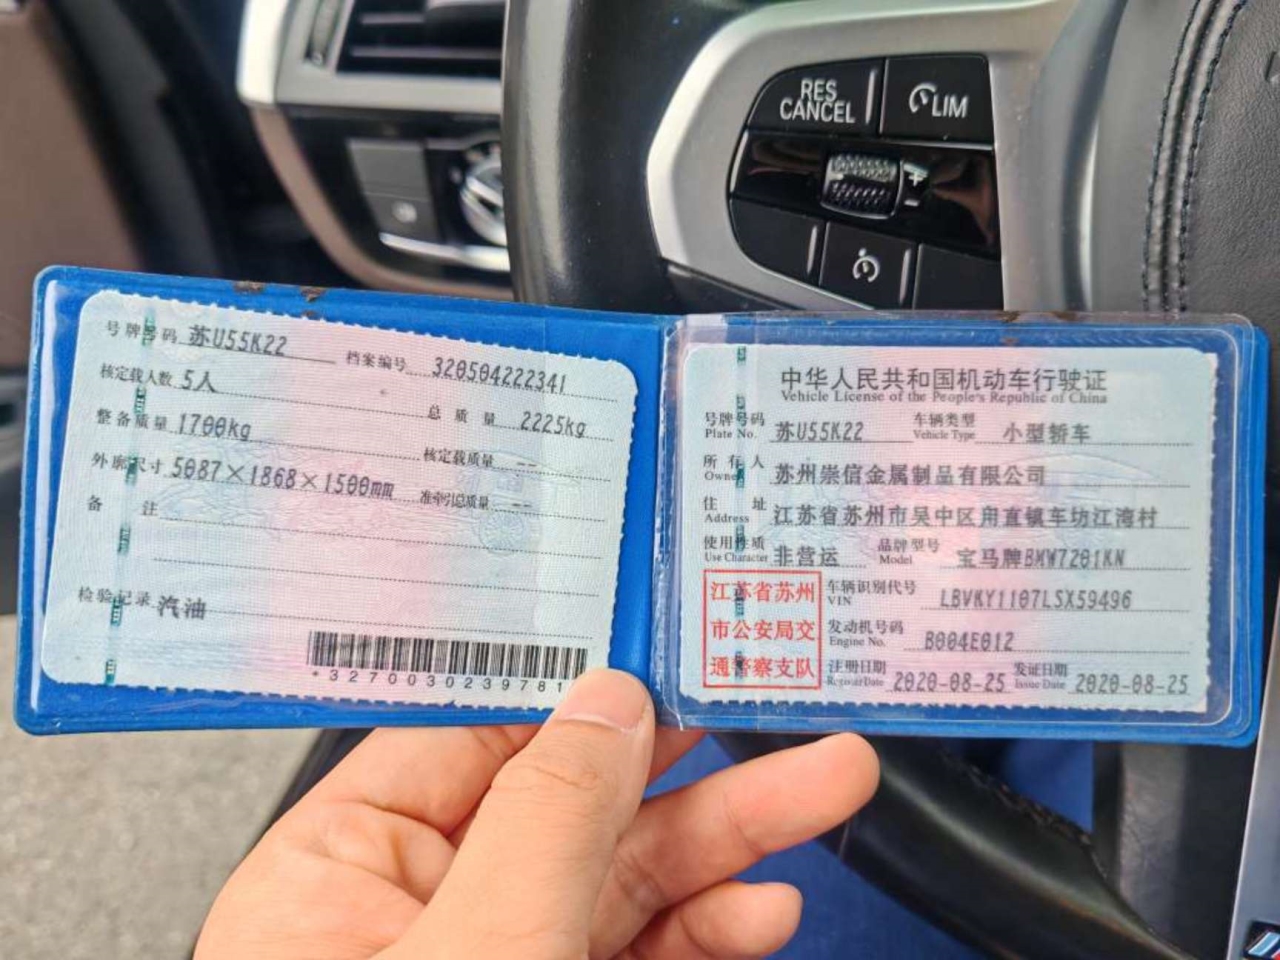 RES
CANCEL
LIM
+
-
号牌号码 苏U55K22 档案编号 320504222341
核定载人数 5人 总质量 2225kg
整备质量 1700kg 核定载质量 --
外廓尺寸 5087×1868×1500mm 准牵引总质量 --
备注
检验记录 汽油
+3270030239781
中华人民共和国机动车行驶证
Vehicle License of the People's Republic of China
号牌号码 苏U55K22 车辆类型 小型轿车
Plate No. Vehicle Type
所有人 苏州崇信金属制品有限公司
Owner
住址 江苏省苏州市吴中区甪直镇车坊江湾村
Address
使用性质 非营运 品牌型号 宝马牌BMW7201KN
Use Character Model
江苏省苏州
市公安局交
通警察支队
车辆识别代号 LBVKY1107LSX59496
VIN
发动机号码 B004E012
Engine No.
注册日期 2020-08-25 发证日期 2020-08-25
Register Date Issue Date